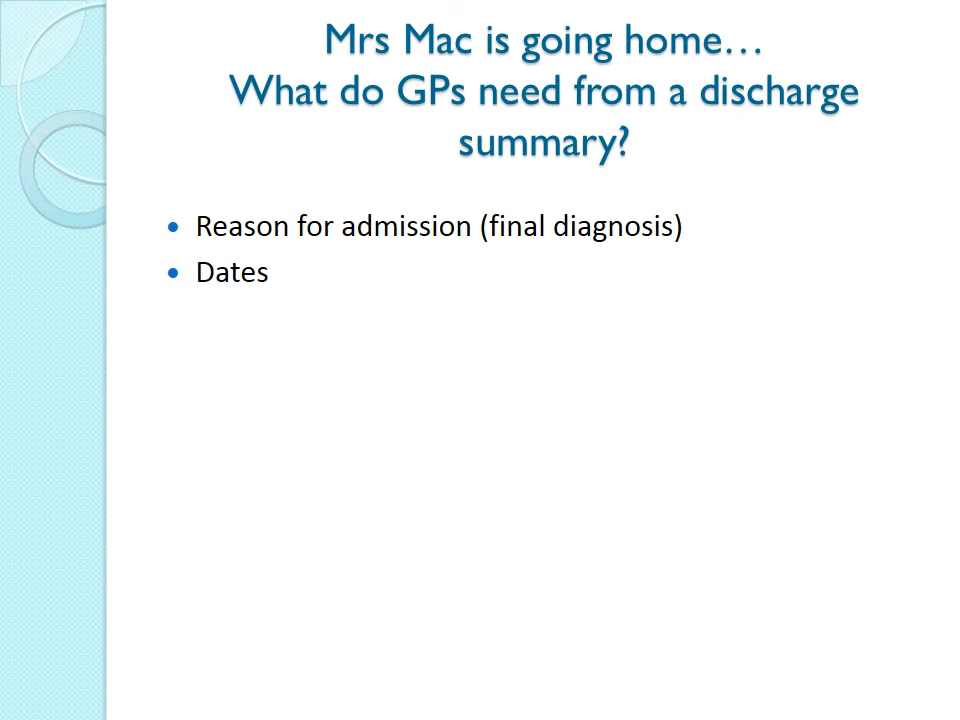 Mrs Mac is going home…
What do GPs need from a discharge
summary?
• Reason for admission (final diagnosis)
• Dates